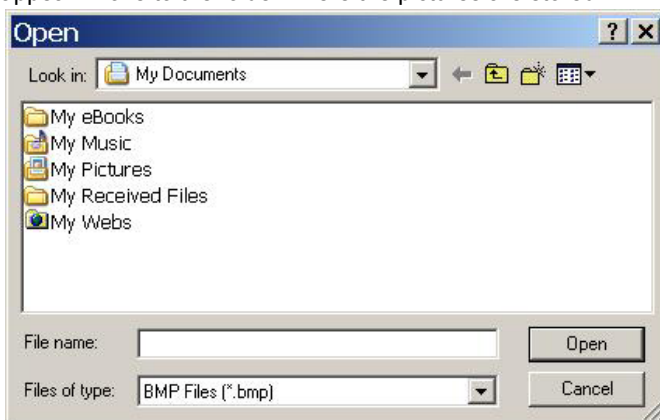 Open
Look in: My Documents
My eBooks
My Music
My Pictures
My Received Files
My Webs
File name: Open
Files of type: BMP Files (*.bmp) Cancel